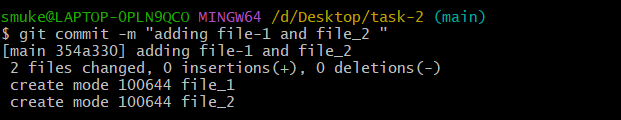 smuke@LAPTOP-OPLN9QCO MINGW64 /d/Desktop/task-2 (main)
$ git commit -m "adding file-1 and file_2 "
[main 354a330] adding file-1 and file_2
 2 files changed, 0 insertions(+), 0 deletions(-)
 create mode 100644 file_1
 create mode 100644 file_2